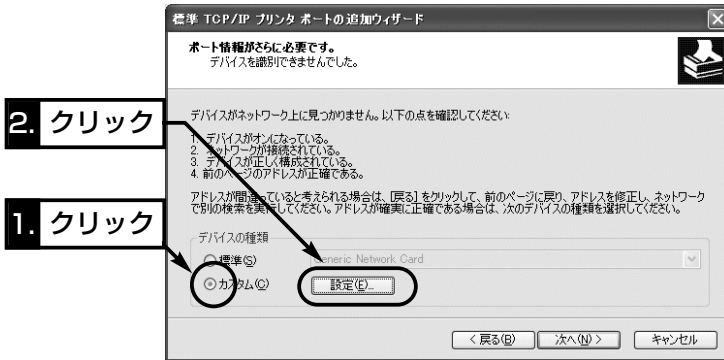 標準 TCP/IP プリンタ ポートの追加ウィザード
ポート情報がさらに必要です。
デバイスを識別できませんでした。
デバイスがネットワーク上に見つかりません。以下の点を確認してください:
1. デバイスがオンになっている。
2. ネットワークが接続されている。
3. デバイスが正しく構成されている。
4. 前のページのアドレスが正確である。
アドレスが間違っていると考えられる場合は、[戻る] をクリックして、前のページに戻り、アドレスを修正し、ネットワーク
で別の検索を実行してください。アドレスが確実に正確である場合は、次のデバイスの種類を選択してください。
2. クリック
1. クリック
デバイスの種類
標準(S)
Generic Network Card
カスタム(C)
設定(E)...
< 戻る(B)
次へ(N) >
キャンセル